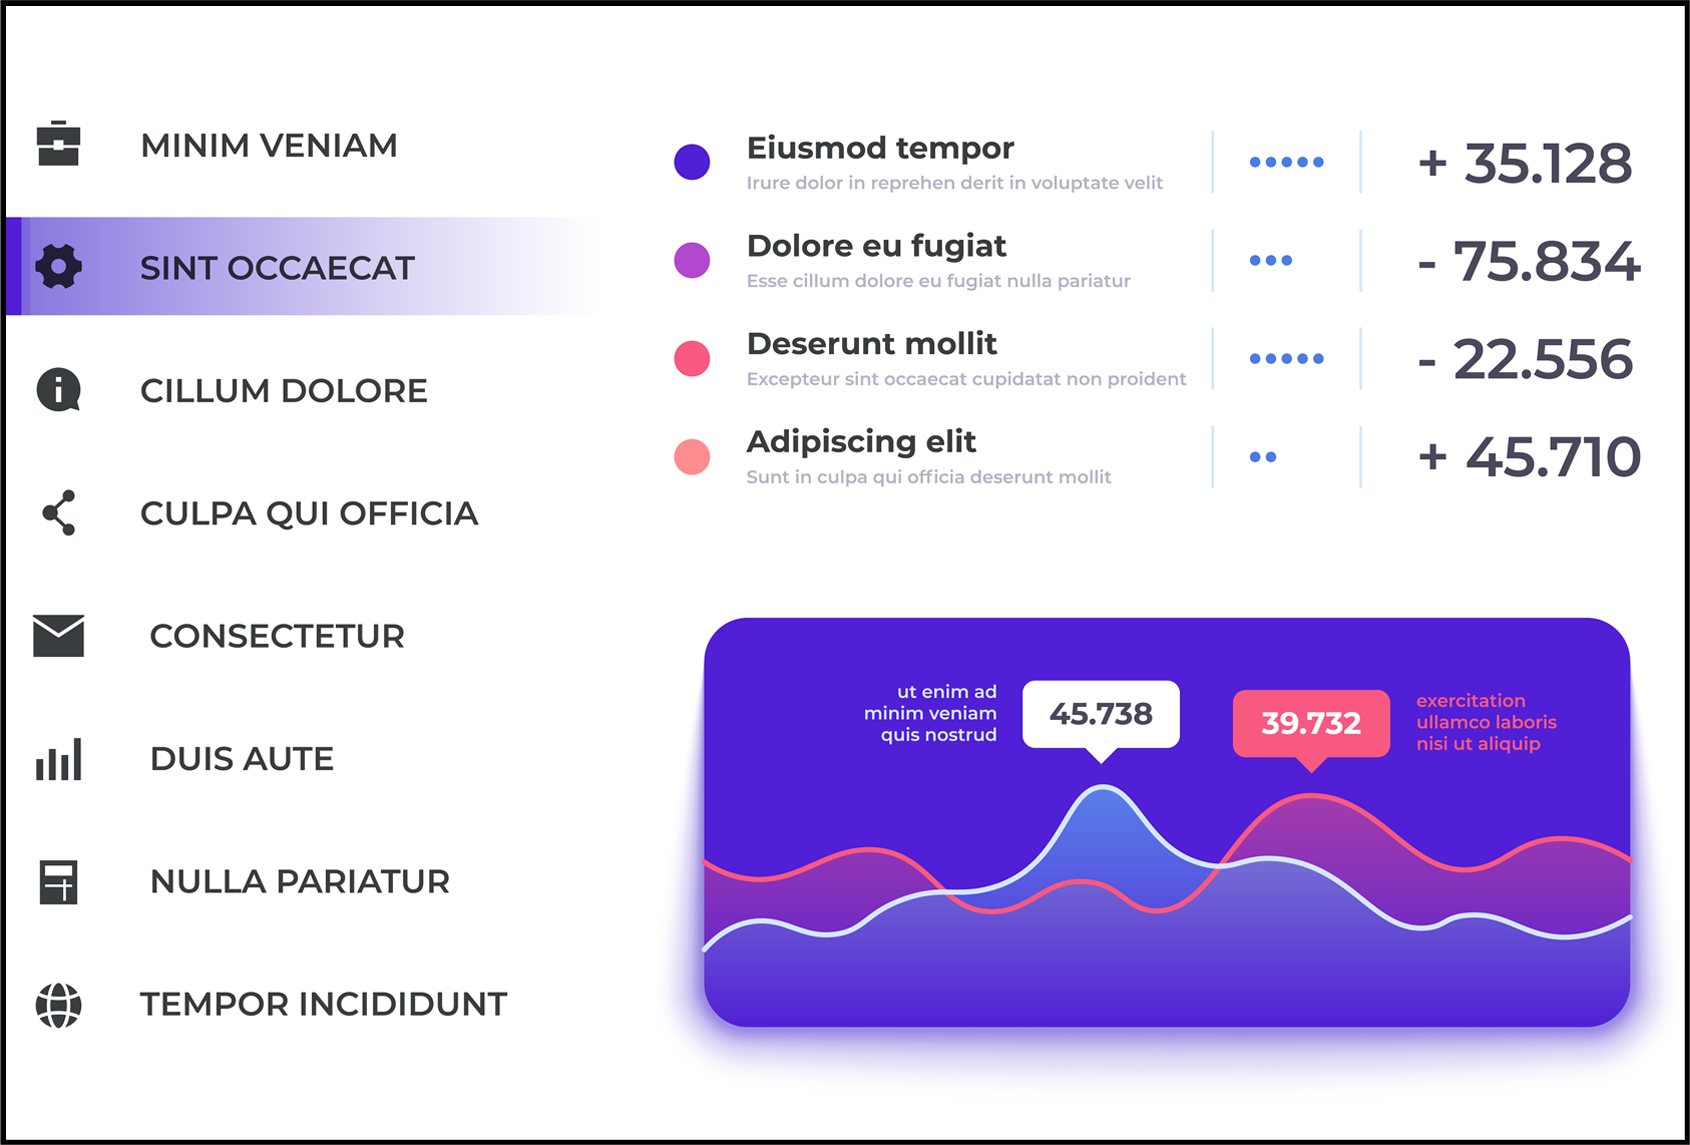 MINIM VENIAM
SINT OCCAECAT
CILLUM DOLORE
CULPA QUI OFFICIA
CONSECTETUR
DUIS AUTE
NULLA PARIATUR
TEMPOR INCIDIDUNT
Eiusmod tempor
Irure dolor in reprehen derit in voluptate velit
+ 35.128
Dolore eu fugiat
Esse cillum dolore eu fugiat nulla pariatur
- 75.834
Deserunt mollit
Excepteur sint occaecat cupidatat non proident
- 22.556
Adipiscing elit
Sunt in culpa qui officia deserunt mollit
+ 45.710
ut enim ad
minim veniam
quis nostrud
45.738
39.732
exercitation
ullamco laboris
nisi ut aliquip